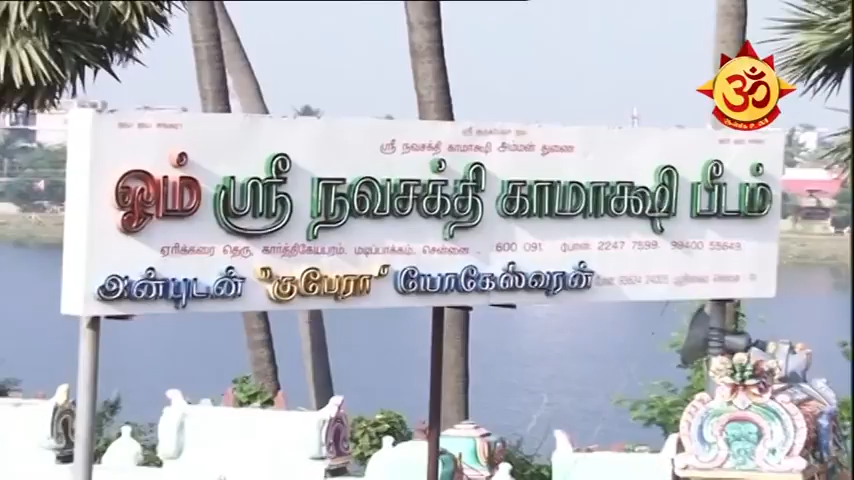 ஸ்ரீ நவசக்தி காமாக்ஷி அம்மன் துணை
ஓம் ஸ்ரீ நவசக்தி காமாக்ஷி பீடம்
ஏரிக்கரை தெரு, கார்த்திகேயபுரம், மடிப்பாக்கம், சென்னை - 600 091. போன்: 2247 7599, 98400 55649.
அன்புடன் "குபேரா" யோகேஸ்வரன்
ௐ